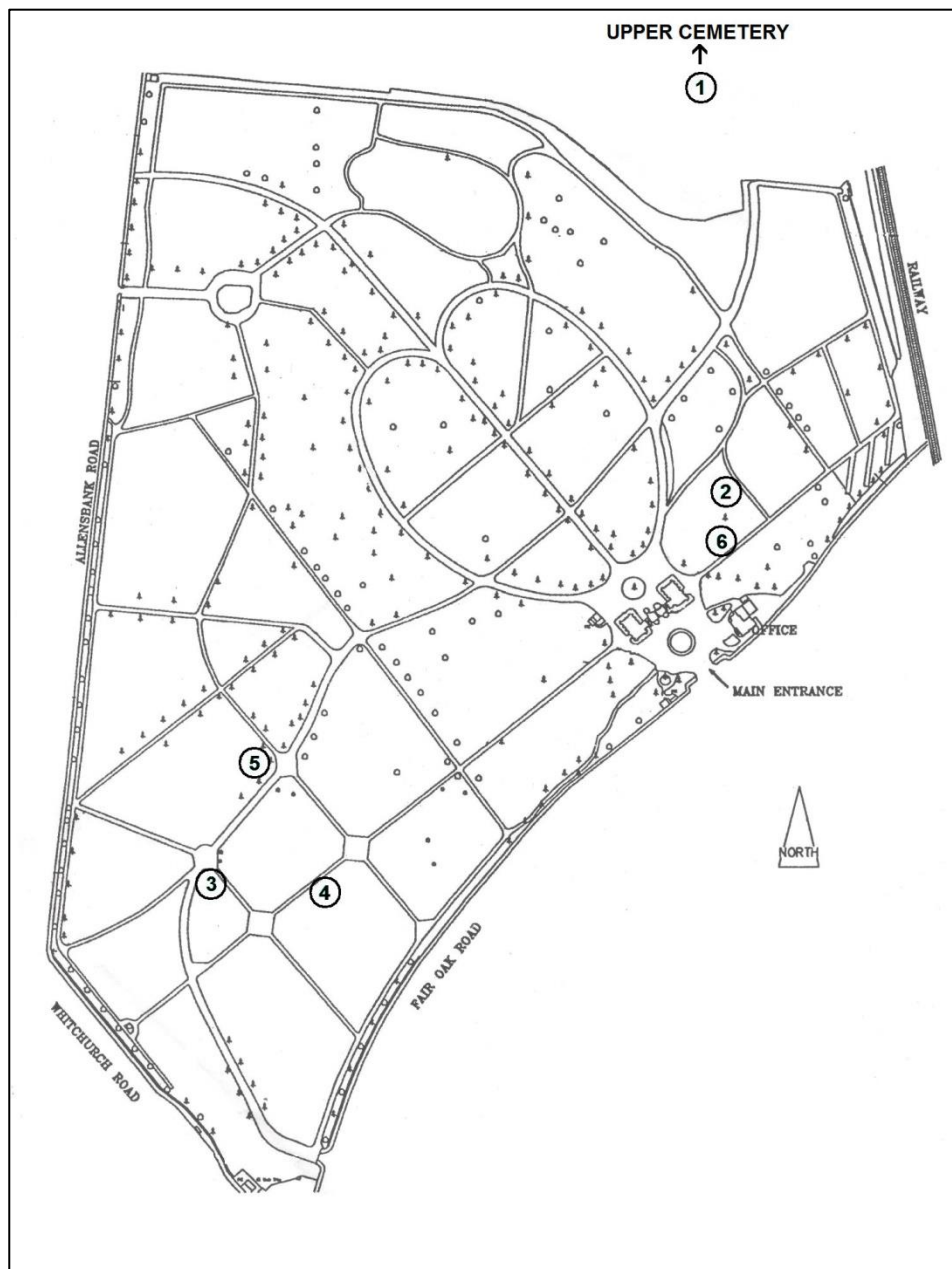 UPPER CEMETERY
1
RAILWAY
ALLENSBANK ROAD
2
6
OFFICE
MAIN ENTRANCE
5
NORTH
3
4
FAIR OAK ROAD
WHITCHURCH ROAD